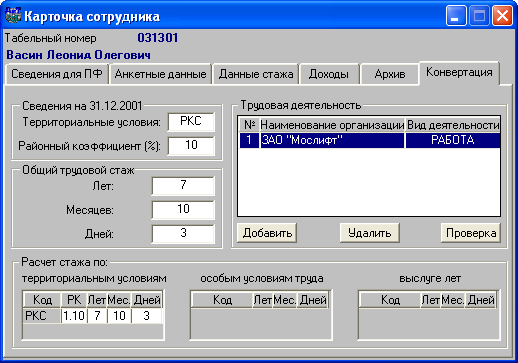 Карточка сотрудника
Табельный номер 031301
Васин Леонид Олегович
Сведения для ПФ Анкетные данные Данные стажа Доходы Архив Конвертация
Сведения на 31.12.2001
Территориальные условия: РКС
Районный коэффициент (%): 10
Общий трудовой стаж
Лет: 7
Месяцев: 10
Дней: 3
Трудовая деятельность
№ Наименование организации Вид деятельности
1 ЗАО "Мослифт" РАБОТА
Добавить Удалить Проверка
Расчет стажа по:
территориальным условиям особым условиям труда выслуге лет
Код РК Лет Мес. Дней Код Лет Мес. Дней Код Лет Мес. Дней
РКС 1.10 7 10 3